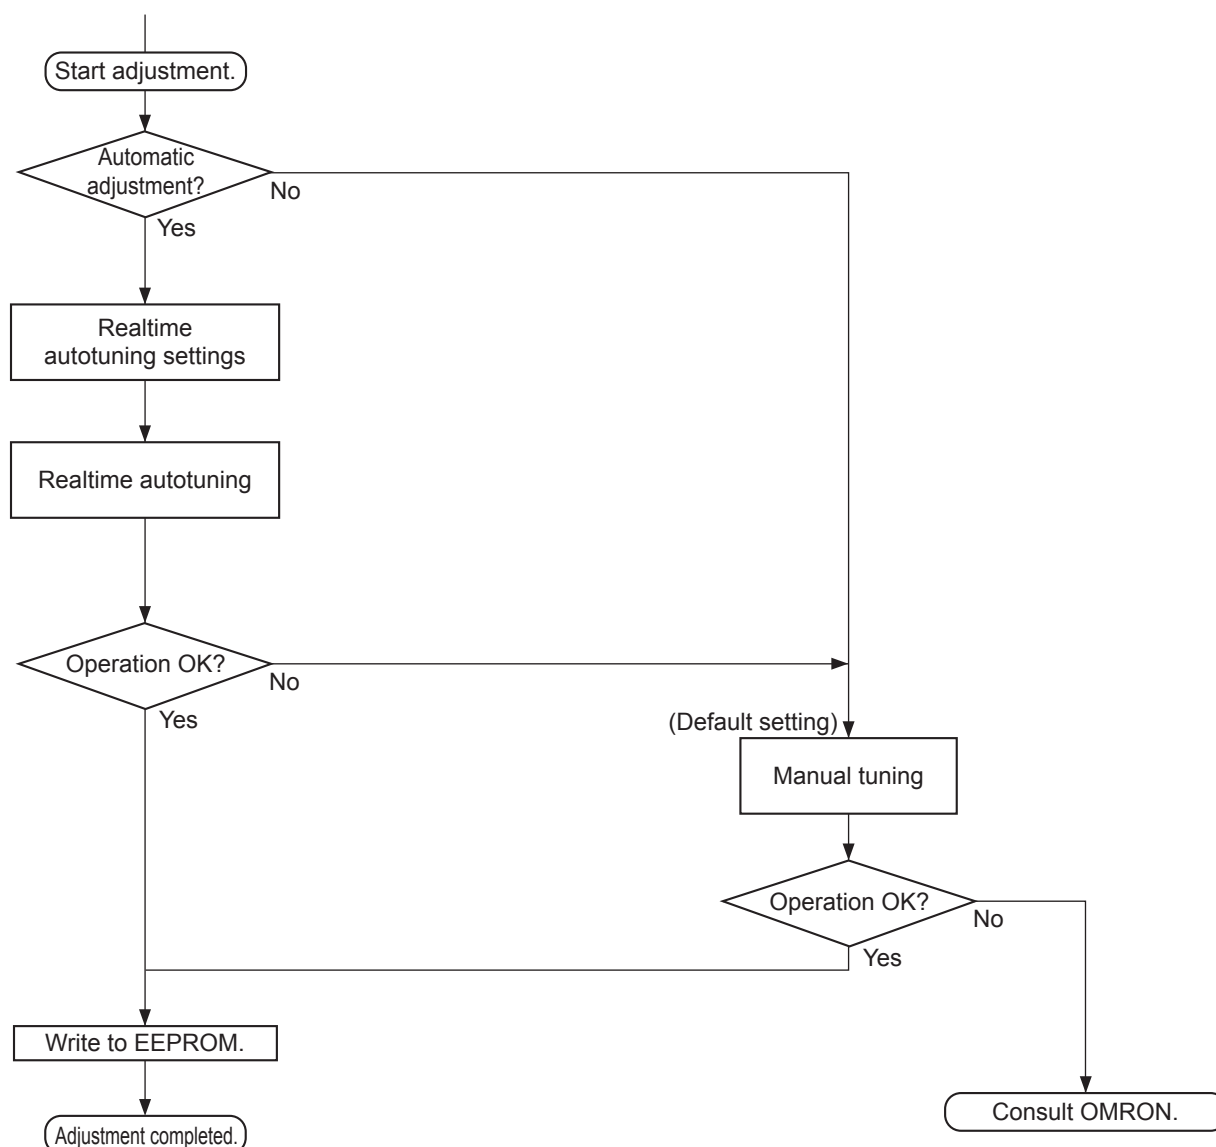 Start adjustment.
Automatic
adjustment?
No
Yes
Realtime
autotuning settings
Realtime autotuning
Operation OK?
No
Yes
(Default setting)
Manual tuning
Operation OK?
No
Yes
Write to EEPROM.
Consult OMRON.
Adjustment completed.